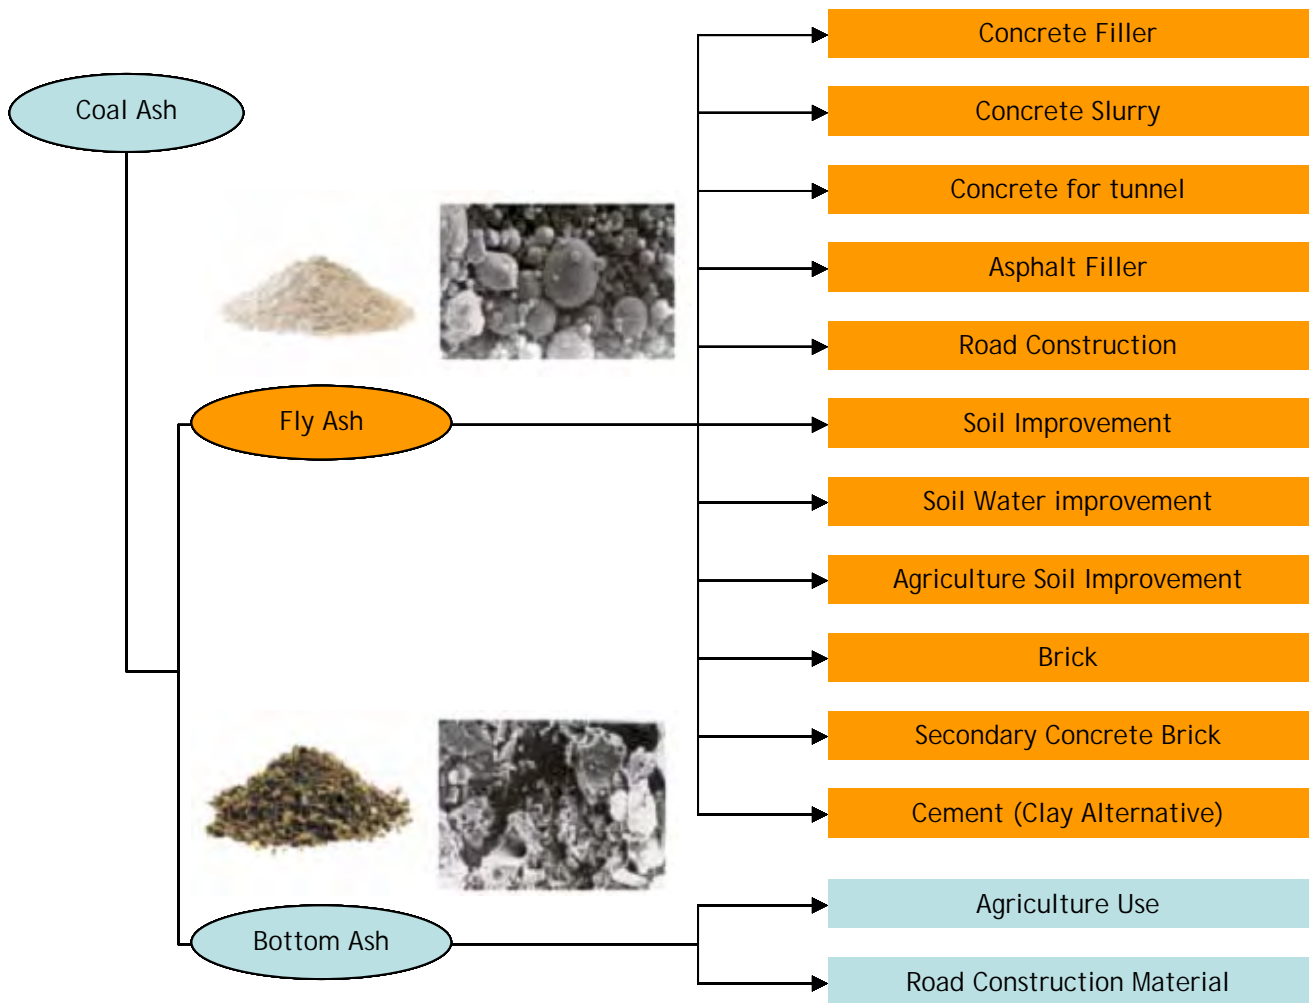 Coal Ash
Fly Ash
Bottom Ash
Concrete Filler
Concrete Slurry
Concrete for tunnel
Asphalt Filler
Road Construction
Soil Improvement
Soil Water improvement
Agriculture Soil Improvement
Brick
Secondary Concrete Brick
Cement (Clay Alternative)
Agriculture Use
Road Construction Material